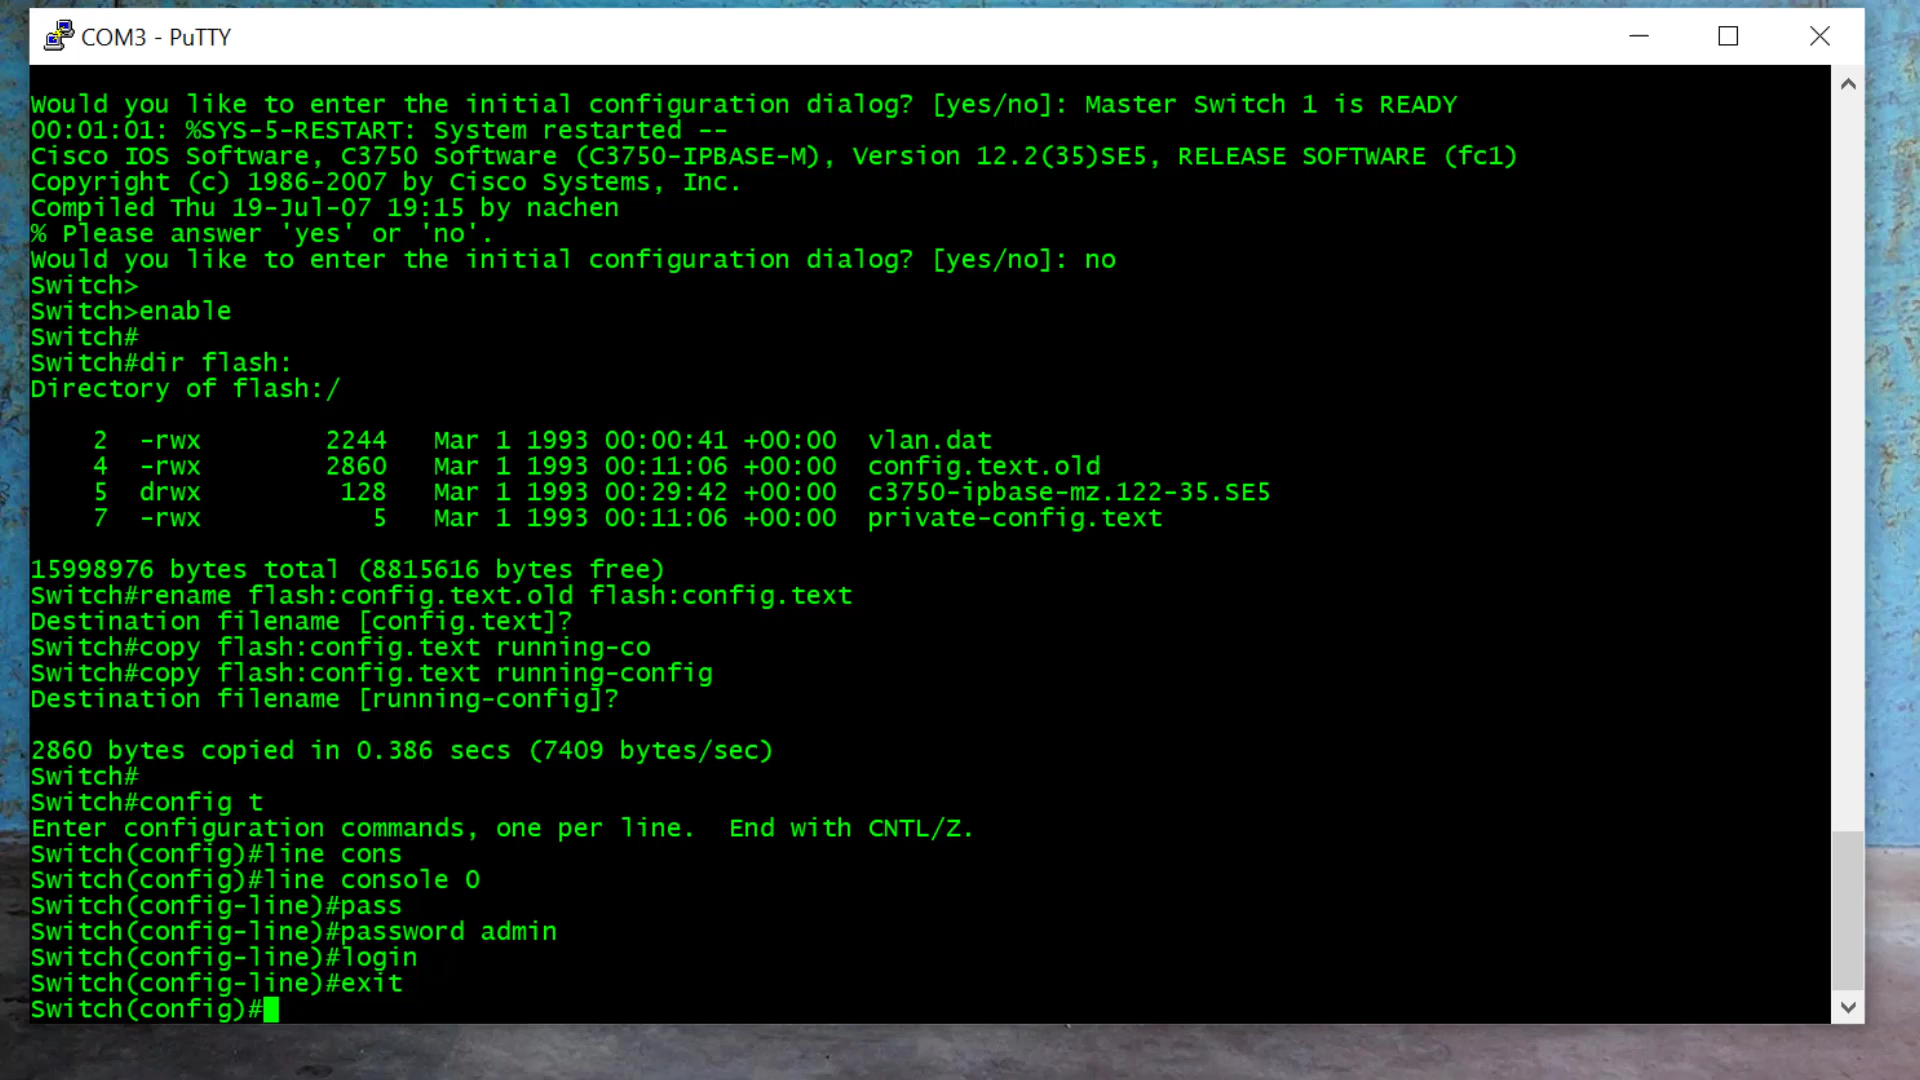 COM3 - PuTTY
Would you like to enter the initial configuration dialog? [yes/no]: Master Switch 1 is READY
00:01:01: %SYS-5-RESTART: System restarted --
Cisco IOS Software, C3750 Software (C3750-IPBASE-M), Version 12.2(35)SE5, RELEASE SOFTWARE (fc1)
Copyright (c) 1986-2007 by Cisco Systems, Inc.
Compiled Thu 19-Jul-07 19:15 by nachen
% Please answer 'yes' or 'no'.
Would you like to enter the initial configuration dialog? [yes/no]: no
Switch>
Switch>enable
Switch#
Switch#dir flash:
Directory of flash:/
2  -rwx        2244   Mar 1 1993 00:00:41 +00:00  vlan.dat
4  -rwx        2860   Mar 1 1993 00:11:06 +00:00  config.text.old
5  drwx         128   Mar 1 1993 00:29:42 +00:00  c3750-ipbase-mz.122-35.SE5
7  -rwx           5   Mar 1 1993 00:11:06 +00:00  private-config.text
15998976 bytes total (8815616 bytes free)
Switch#rename flash:config.text.old flash:config.text
Destination filename [config.text]?
Switch#copy flash:config.text running-co
Switch#copy flash:config.text running-config
Destination filename [running-config]?
2860 bytes copied in 0.386 secs (7409 bytes/sec)
Switch#
Switch#config t
Enter configuration commands, one per line.  End with CNTL/Z.
Switch(config)#line cons
Switch(config)#line console 0
Switch(config-line)#pass
Switch(config-line)#password admin
Switch(config-line)#login
Switch(config-line)#exit
Switch(config)#